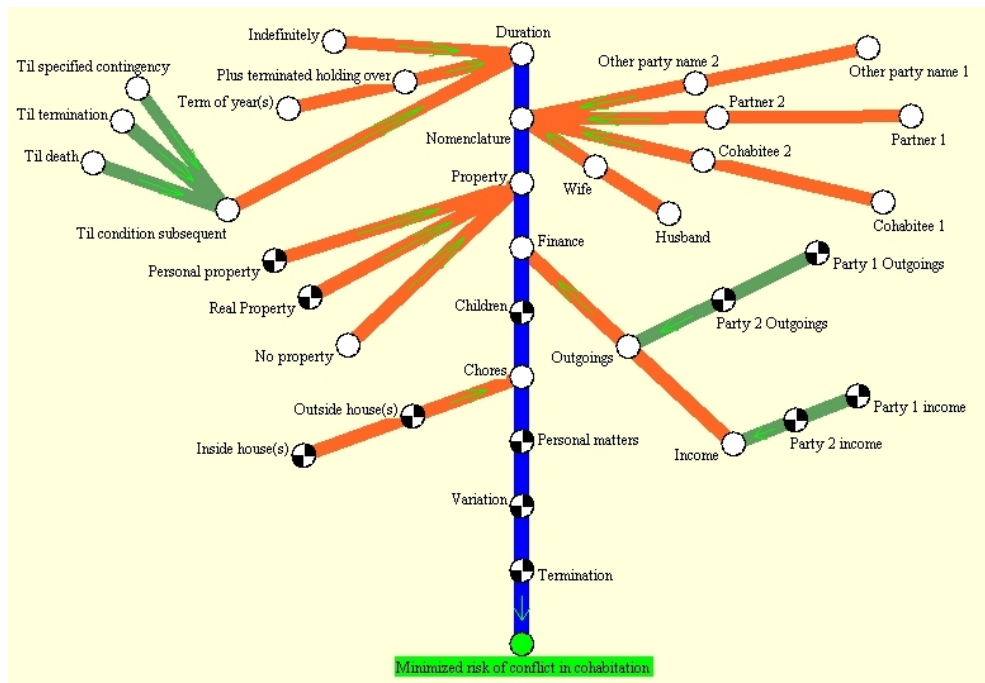 Duration
Indefinitely
Til specified contingency
Plus terminated holding over
Term of year(s)
Til termination
Til death
Til condition subsequent
Other party name 2
Other party name 1
Partner 2
Partner 1
Nomenclature
Cohabitee 2
Cohabitee 1
Wife
Husband
Property
Personal property
Real Property
No property
Finance
Party 1 Outgoings
Party 2 Outgoings
Outgoings
Party 1 income
Party 2 income
Income
Children
Chores
Outside house(s)
Inside house(s)
Personal matters
Variation
Termination
Minimized risk of conflict in cohabitation